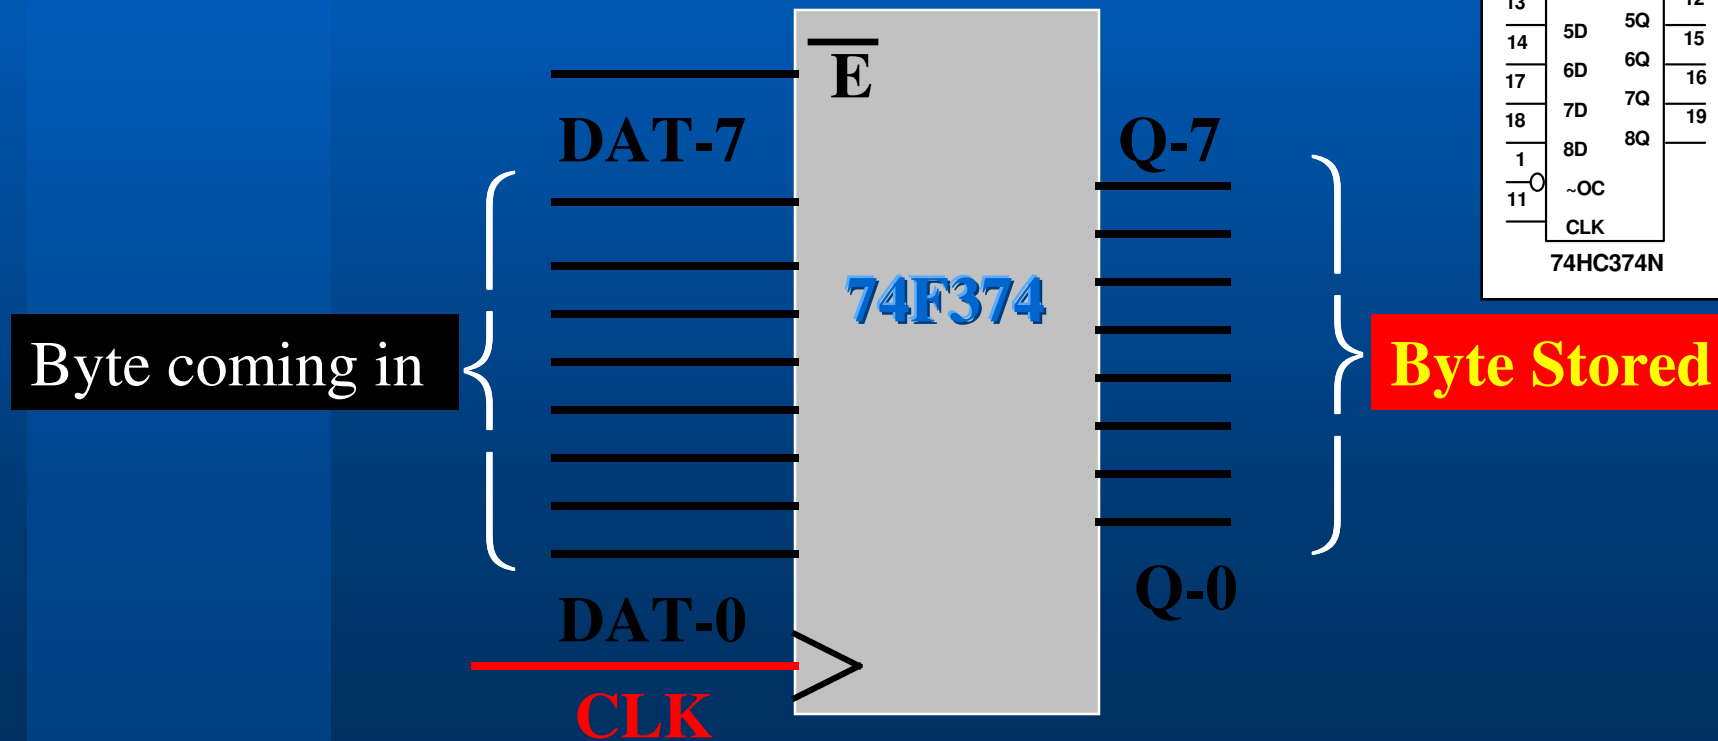 E
DAT-7
Q-7
74F374
Byte coming in
Byte Stored
DAT-0
Q-0
CLK
13
12
5D
5Q
14
15
6D
6Q
17
16
7D
7Q
18
19
8D
8Q
1
~OC
11
CLK
74HC374N